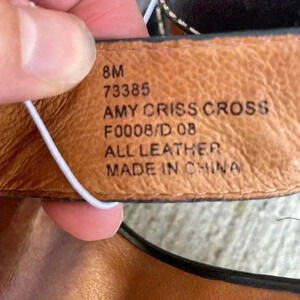 8M
73385
AMY CRISS CROSS
F0008/D 08
ALL LEATHER
MADE IN CHINA